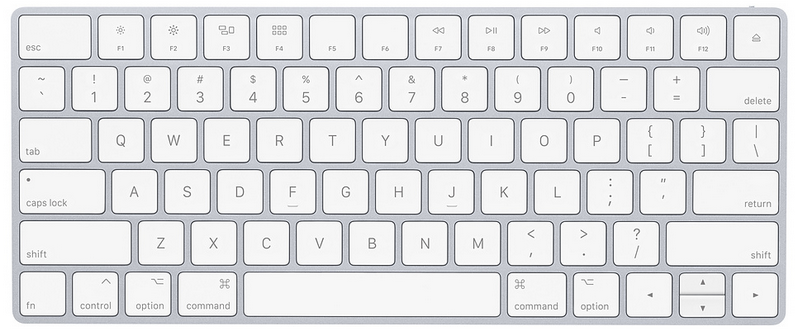 esc F1 F2 F3 F4 F5 F6 F7 F8 F9 F10 F11 F12
~ ! @ # $ % ^ & * ( ) — +
` 1 2 3 4 5 6 7 8 9 0 - = delete
tab Q W E R T Y U I O P { [ } ] | \
caps lock A S D F G H J K L : ; " ' return
shift Z X C V B N M < , > . ? / shift
fn control option command command option